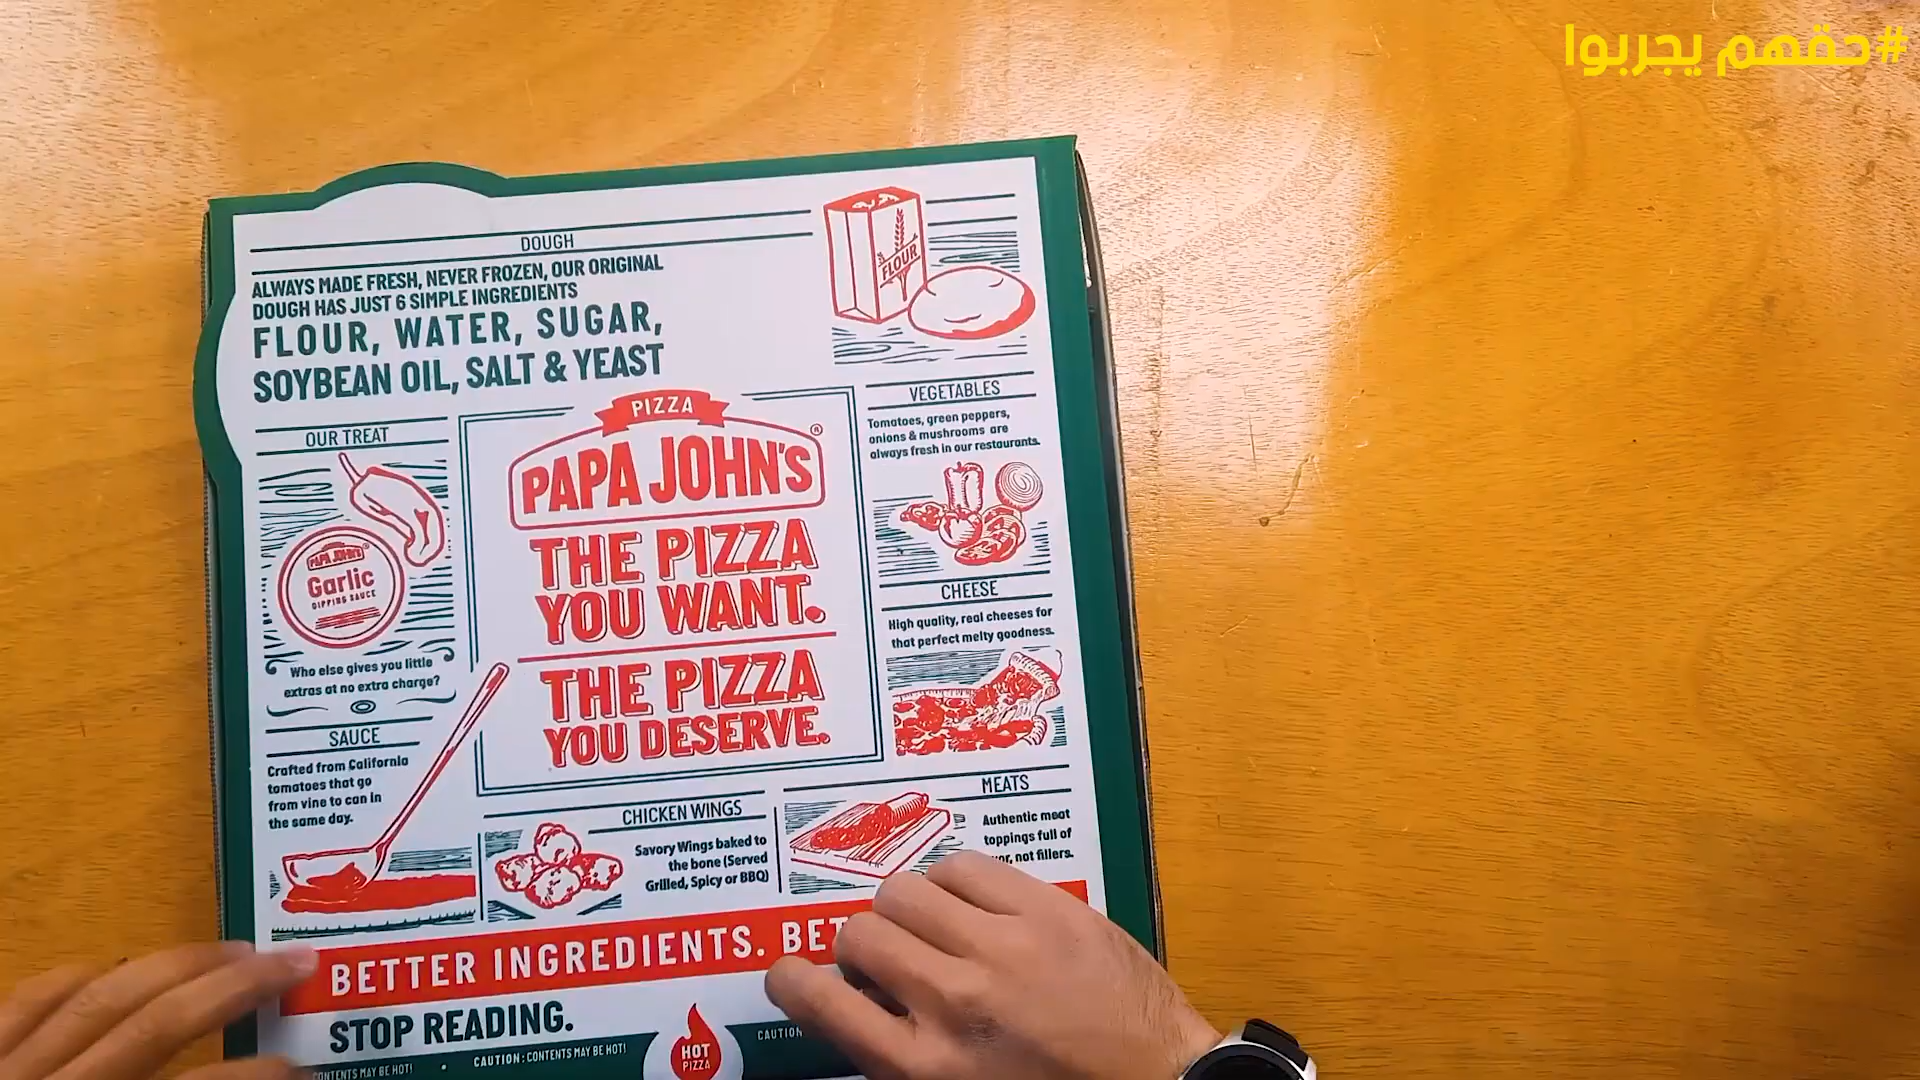 #حقهم يجربوا
DOUGH
ALWAYS MADE FRESH, NEVER FROZEN, OUR ORIGINAL
DOUGH HAS JUST 6 SIMPLE INGREDIENTS
FLOUR, WATER, SUGAR,
SOYBEAN OIL, SALT & YEAST
FLOUR
OUR TREAT
PAPA JOHN'S
Garlic
DIPPING SAUCE
Who else gives you little
extras at no extra charge?
SAUCE
Crafted from California
tomatoes that go
from vine to can in
the same day.
PIZZA
PAPA JOHN'S®
THE PIZZA
YOU WANT.
THE PIZZA
YOU DESERVE.
VEGETABLES
Tomatoes, green peppers,
onions & mushrooms are
always fresh in our restaurants.
CHEESE
High quality, real cheeses for
that perfect melty goodness.
CHICKEN WINGS
Savory Wings baked to
the bone (Served
Grilled, Spicy or BBQ)
MEATS
Authentic meat
toppings full of
not fillers.
BETTER INGREDIENTS. BET
STOP READING.
CONTENTS MAY BE HOT! • CAUTION: CONTENTS MAY BE HOT!
HOT
PIZZA
CAUTION